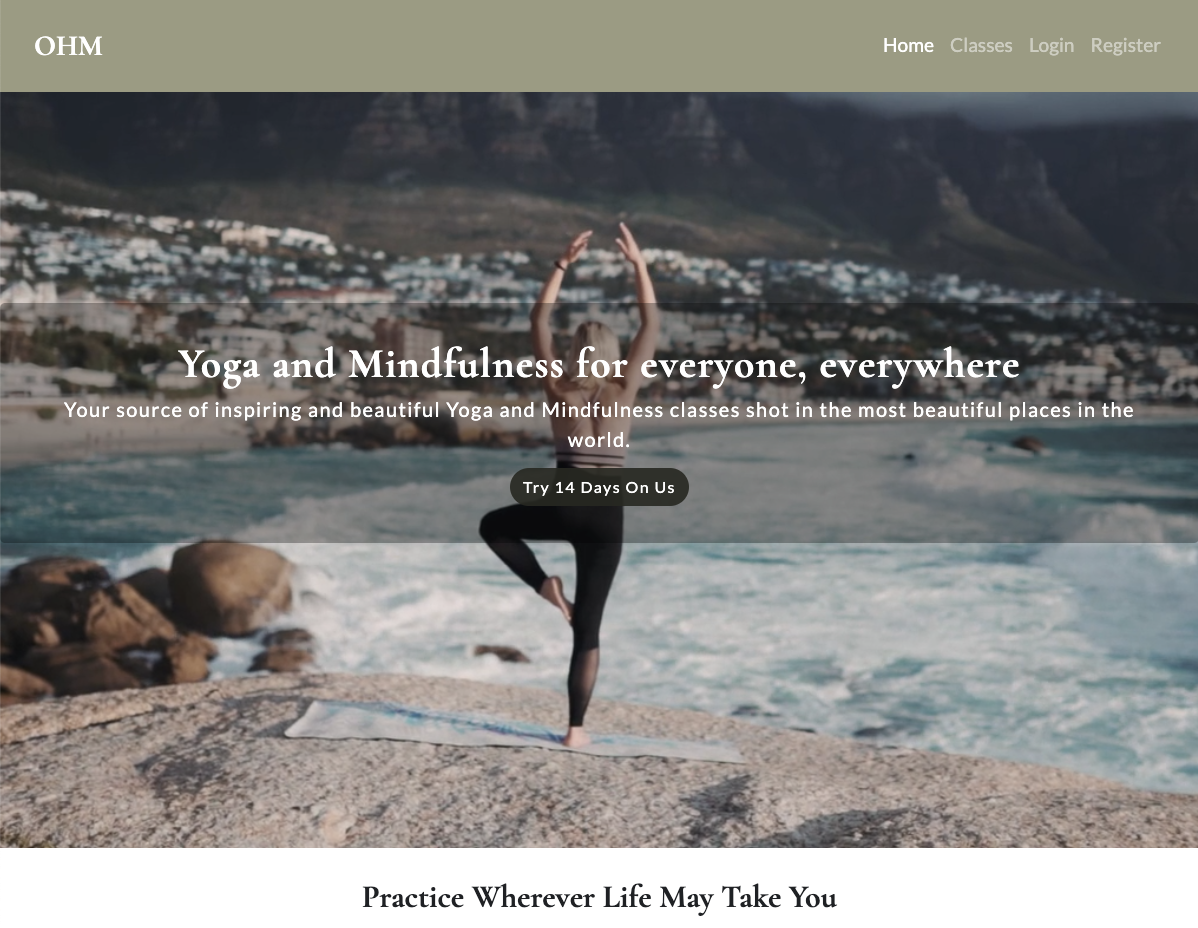 OHM
Home Classes Login Register
Yoga and Mindfulness for everyone, everywhere
Your source of inspiring and beautiful Yoga and Mindfulness classes shot in the most beautiful places in the
world.
Try 14 Days On Us
Practice Wherever Life May Take You